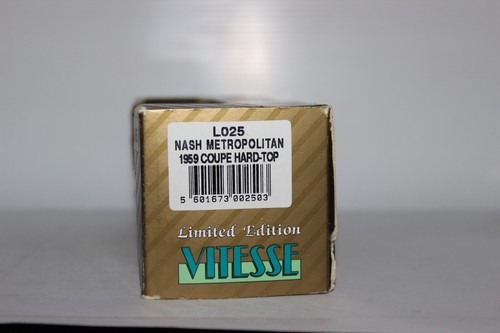 L025
NASH METROPOLITAN
1959 COUPE HARD-TOP
5 601673 002503
Limited Edition
VITESSE